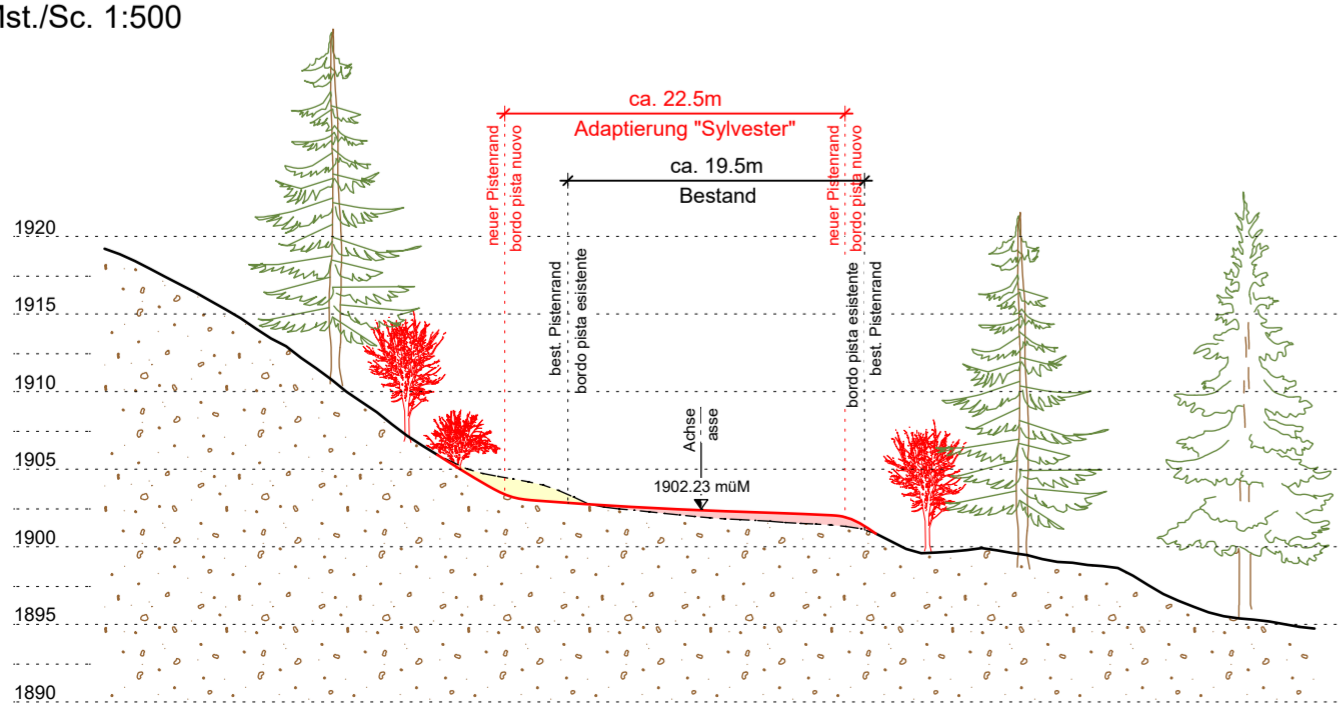 Mst./Sc. 1:500
ca. 22.5m
Adaptierung "Sylvester"
neuer Pistenrand
bordo pista nuovo
neuer Pistenrand
bordo pista nuovo
ca. 19.5m
Bestand
best. Pistenrand
bordo pista esistente
bordo pista esistente
best. Pistenrand
Achse
asse
1902.23 müM
1920
1915
1910
1905
1900
1895
1890